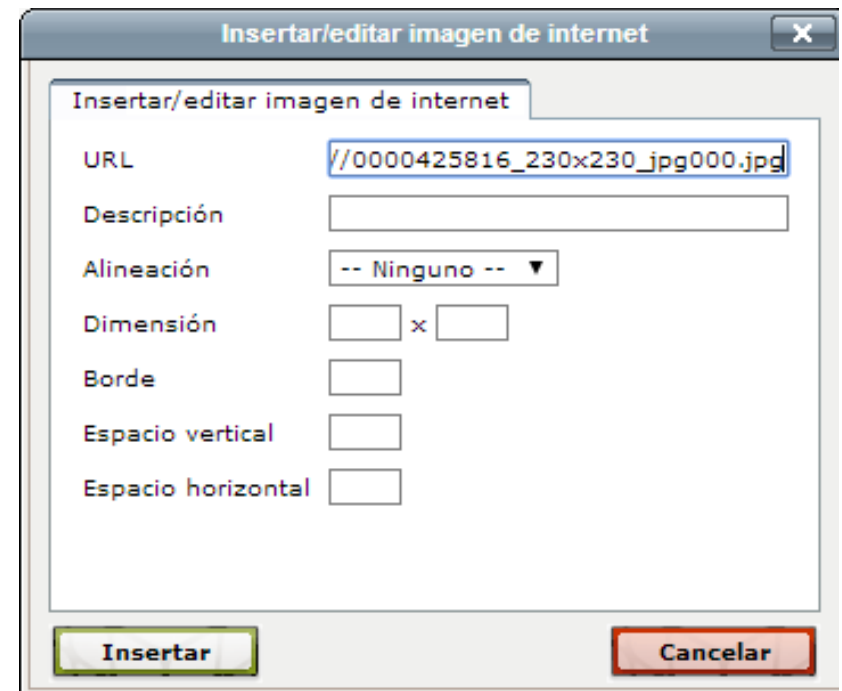 Insertar/editar imagen de internet
Insertar/editar imagen de internet
URL //0000425816_230x230_jpg000.jpg
Descripción
Alineación -- Ninguno --
Dimensión x
Borde
Espacio vertical
Espacio horizontal
Insertar Cancelar